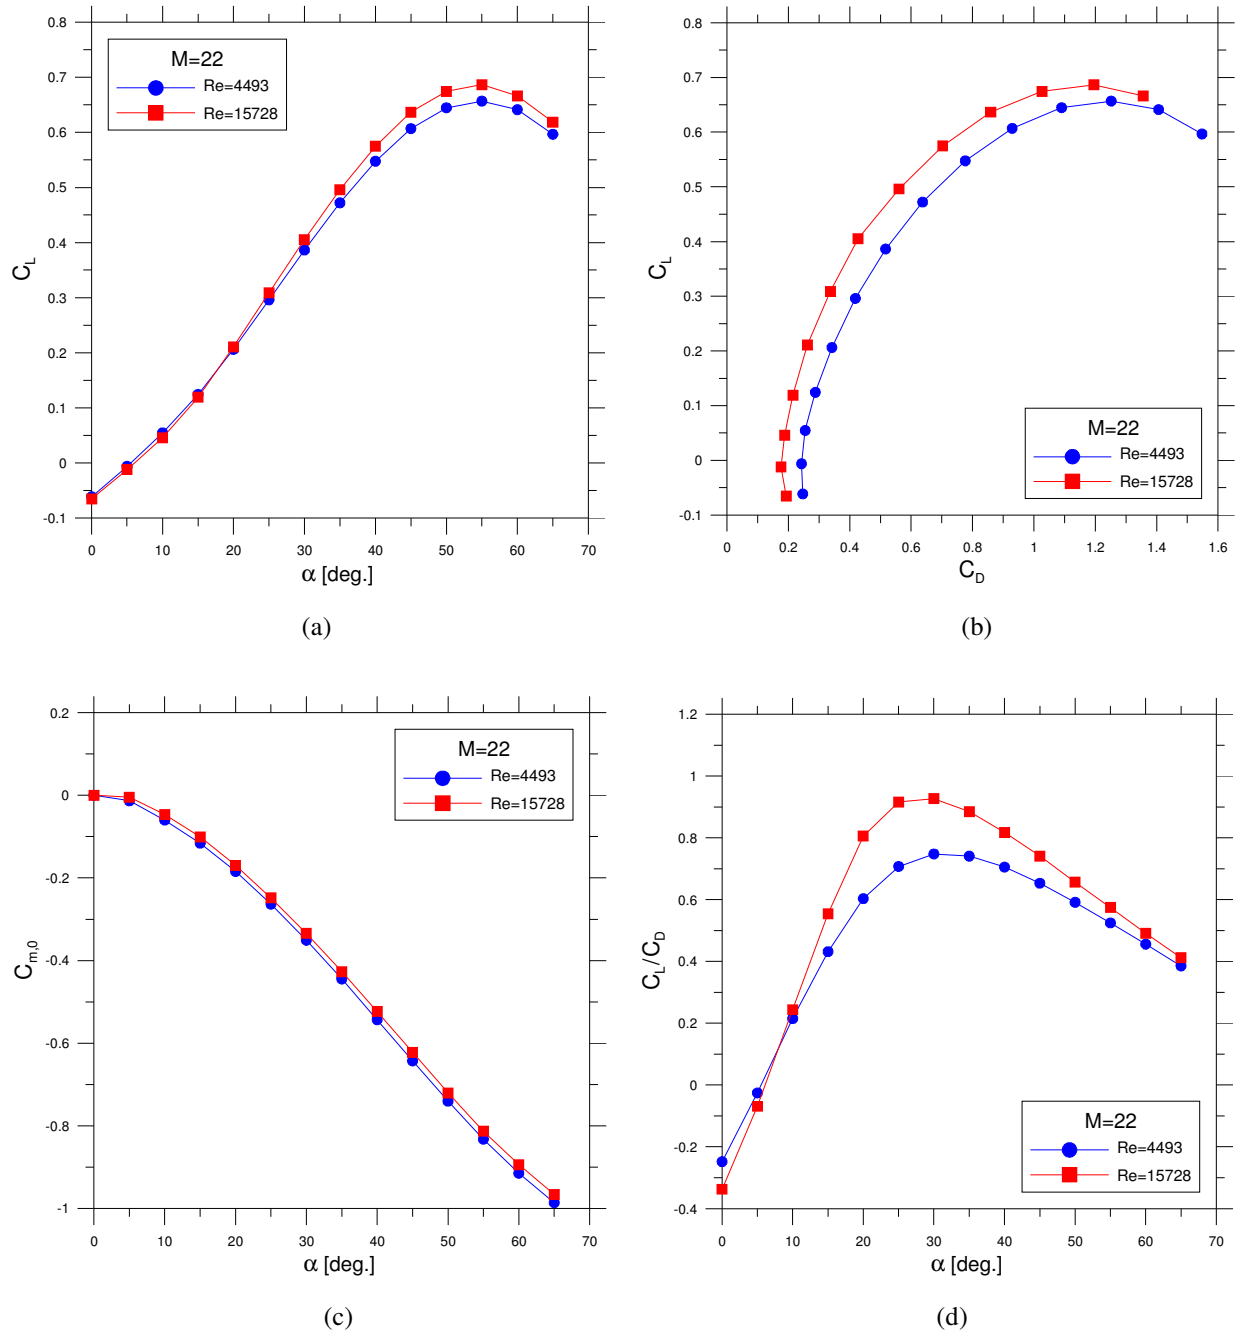 0.8
0.7
0.6
0.5
0.4
0.3
0.2
0.1
0
-0.1
C_L
0 10 20 30 40 50 60 70
α [deg.]
M=22
Re=4493
Re=15728
(a)
0.8
0.7
0.6
0.5
0.4
0.3
0.2
0.1
0
-0.1
C_L
0 0.2 0.4 0.6 0.8 1 1.2 1.4 1.6
C_D
M=22
Re=4493
Re=15728
(b)
0.2
0
-0.2
-0.4
-0.6
-0.8
-1
C_m,0
0 10 20 30 40 50 60 70
α [deg.]
M=22
Re=4493
Re=15728
(c)
1.2
1
0.8
0.6
0.4
0.2
0
-0.2
-0.4
C_L/C_D
0 10 20 30 40 50 60 70
α [deg.]
M=22
Re=4493
Re=15728
(d)